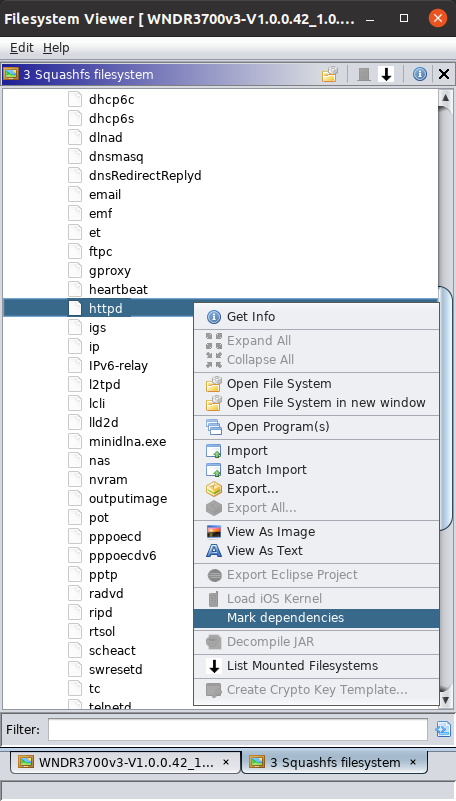 Filesystem Viewer [ WNDR3700v3-V1.0.0.42_1.0....
Edit Help
3 Squashfs filesystem
dhcp6c
dhcp6s
dlnad
dnsmasq
dnsRedirectReplyd
email
emf
et
ftpc
gproxy
heartbeat
httpd
igs
ip
IPv6-relay
l2tpd
lcli
lld2d
minidlna.exe
nas
nvram
outputimage
pot
pppoecd
pppoecdv6
pptp
radvd
ripd
rtsol
scheact
swresetd
tc
telnetd
Get Info
Expand All
Collapse All
Open File System
Open File System in new window
Open Program(s)
Import
Batch Import
Export...
Export All...
View As Image
View As Text
Export Eclipse Project
Load iOS Kernel
Mark dependencies
Decompile JAR
List Mounted Filesystems
Create Crypto Key Template...
Filter:
WNDR3700v3-V1.0.0.42_1... × 3 Squashfs filesystem ×